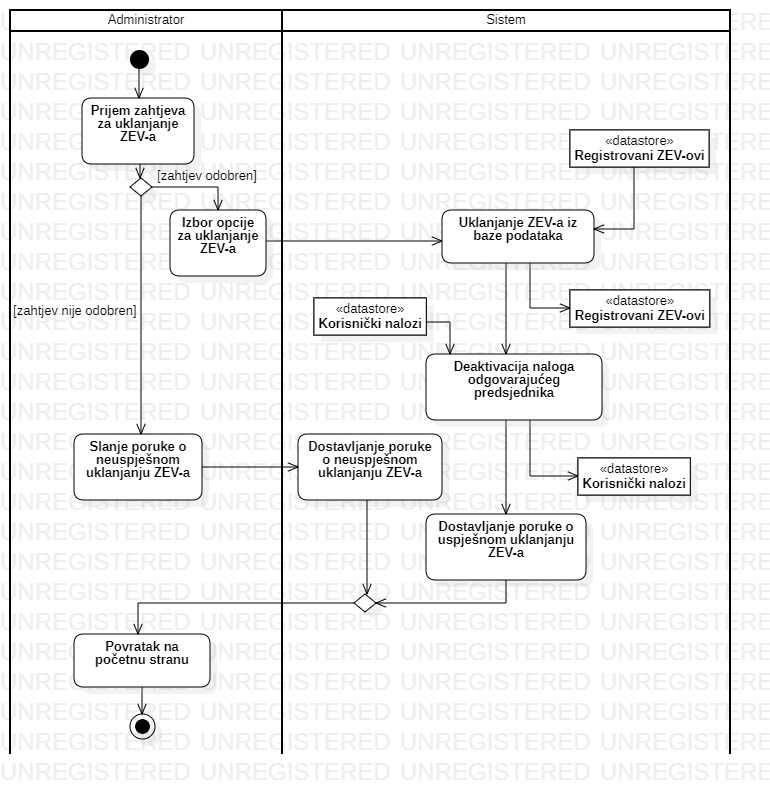 Administrator
Sistem
Prijem zahtjeva
za uklanjanje
ZEV-a
«datastore»
Registrovani ZEV-ovi
[zahtjev odobren]
Izbor opcije
za uklanjanje
ZEV-a
Uklanjanje ZEV-a iz
baze podataka
[zahtjev nije odobren]
«datastore»
Korisnički nalozi
«datastore»
Registrovani ZEV-ovi
Deaktivacija naloga
odgovarajućeg
predsjednika
Slanje poruke o
neuspješnom
uklanjanju ZEV-a
Dostavljanje poruke
o neuspješnom
uklanjanju ZEV-a
«datastore»
Korisnički nalozi
Dostavljanje poruke o
uspješnom uklanjanju
ZEV-a
Povratak na
početnu stranu
UNREGISTERED UNREGISTERED UNREGISTERED UNREGISTERED